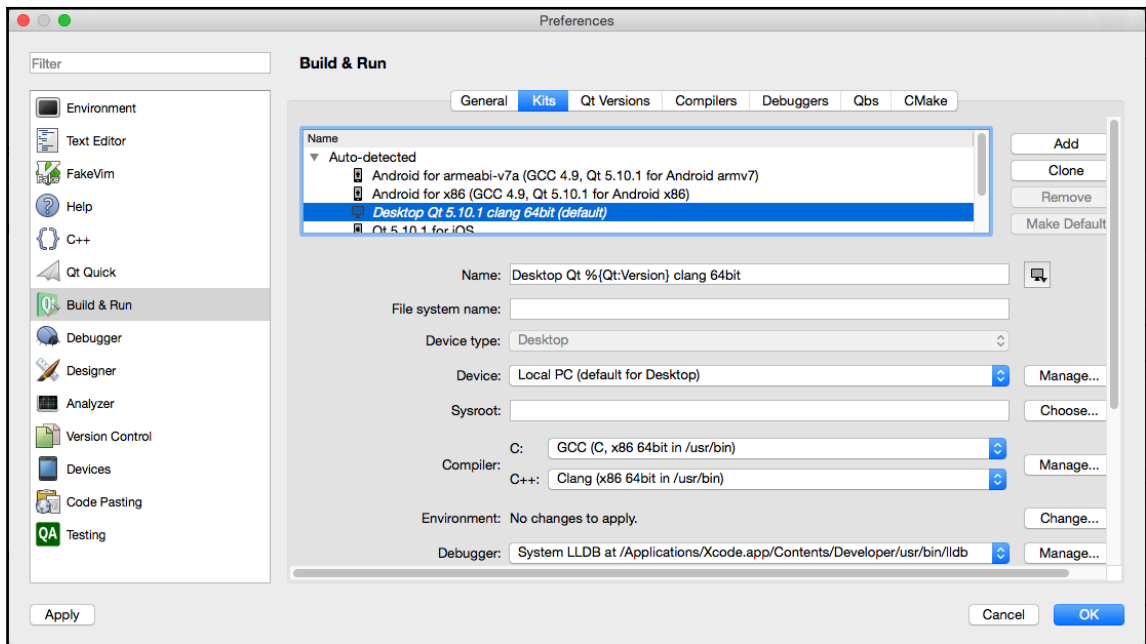 Preferences
Filter
Environment
Text Editor
FakeVim
Help
C++
Qt Quick
Build & Run
Debugger
Designer
Analyzer
Version Control
Devices
Code Pasting
QA Testing
Build & Run
General Kits Qt Versions Compilers Debuggers Qbs CMake
Name
Auto-detected
Android for armeabi-v7a (GCC 4.9, Qt 5.10.1 for Android armv7)
Android for x86 (GCC 4.9, Qt 5.10.1 for Android x86)
Desktop Qt 5.10.1 clang 64bit (default)
Qt 5.10.1 for iOS
Add
Clone
Remove
Make Default
Name: Desktop Qt %{Qt:Version} clang 64bit
File system name:
Device type: Desktop
Device: Local PC (default for Desktop) Manage...
Sysroot: Choose...
Compiler: Manage...
C: GCC (C, x86 64bit in /usr/bin)
C++: Clang (x86 64bit in /usr/bin)
Environment: No changes to apply. Change...
Debugger: System LLDB at /Applications/Xcode.app/Contents/Developer/usr/bin/lldb Manage...
Apply Cancel OK